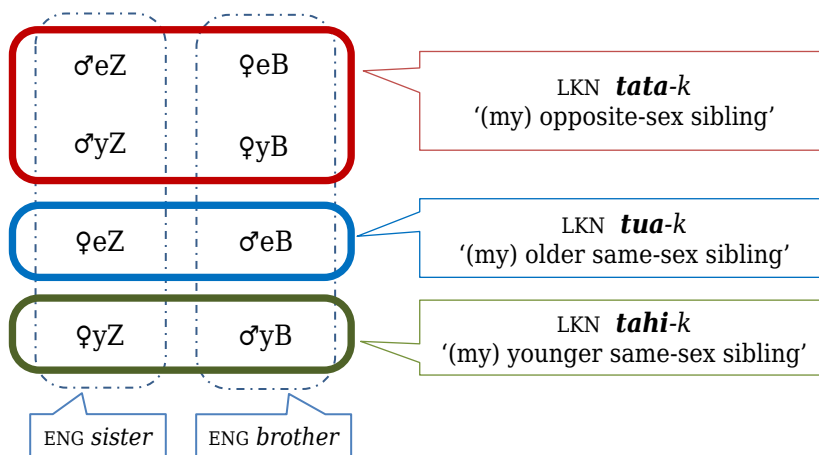 ♂eZ ♀eB
♂yZ ♀yB
LKN tata-k
‘(my) opposite-sex sibling’
♀eZ ♂eB
LKN tua-k
‘(my) older same-sex sibling’
♀yZ ♂yB
LKN tahi-k
‘(my) younger same-sex sibling’
ENG sister
ENG brother